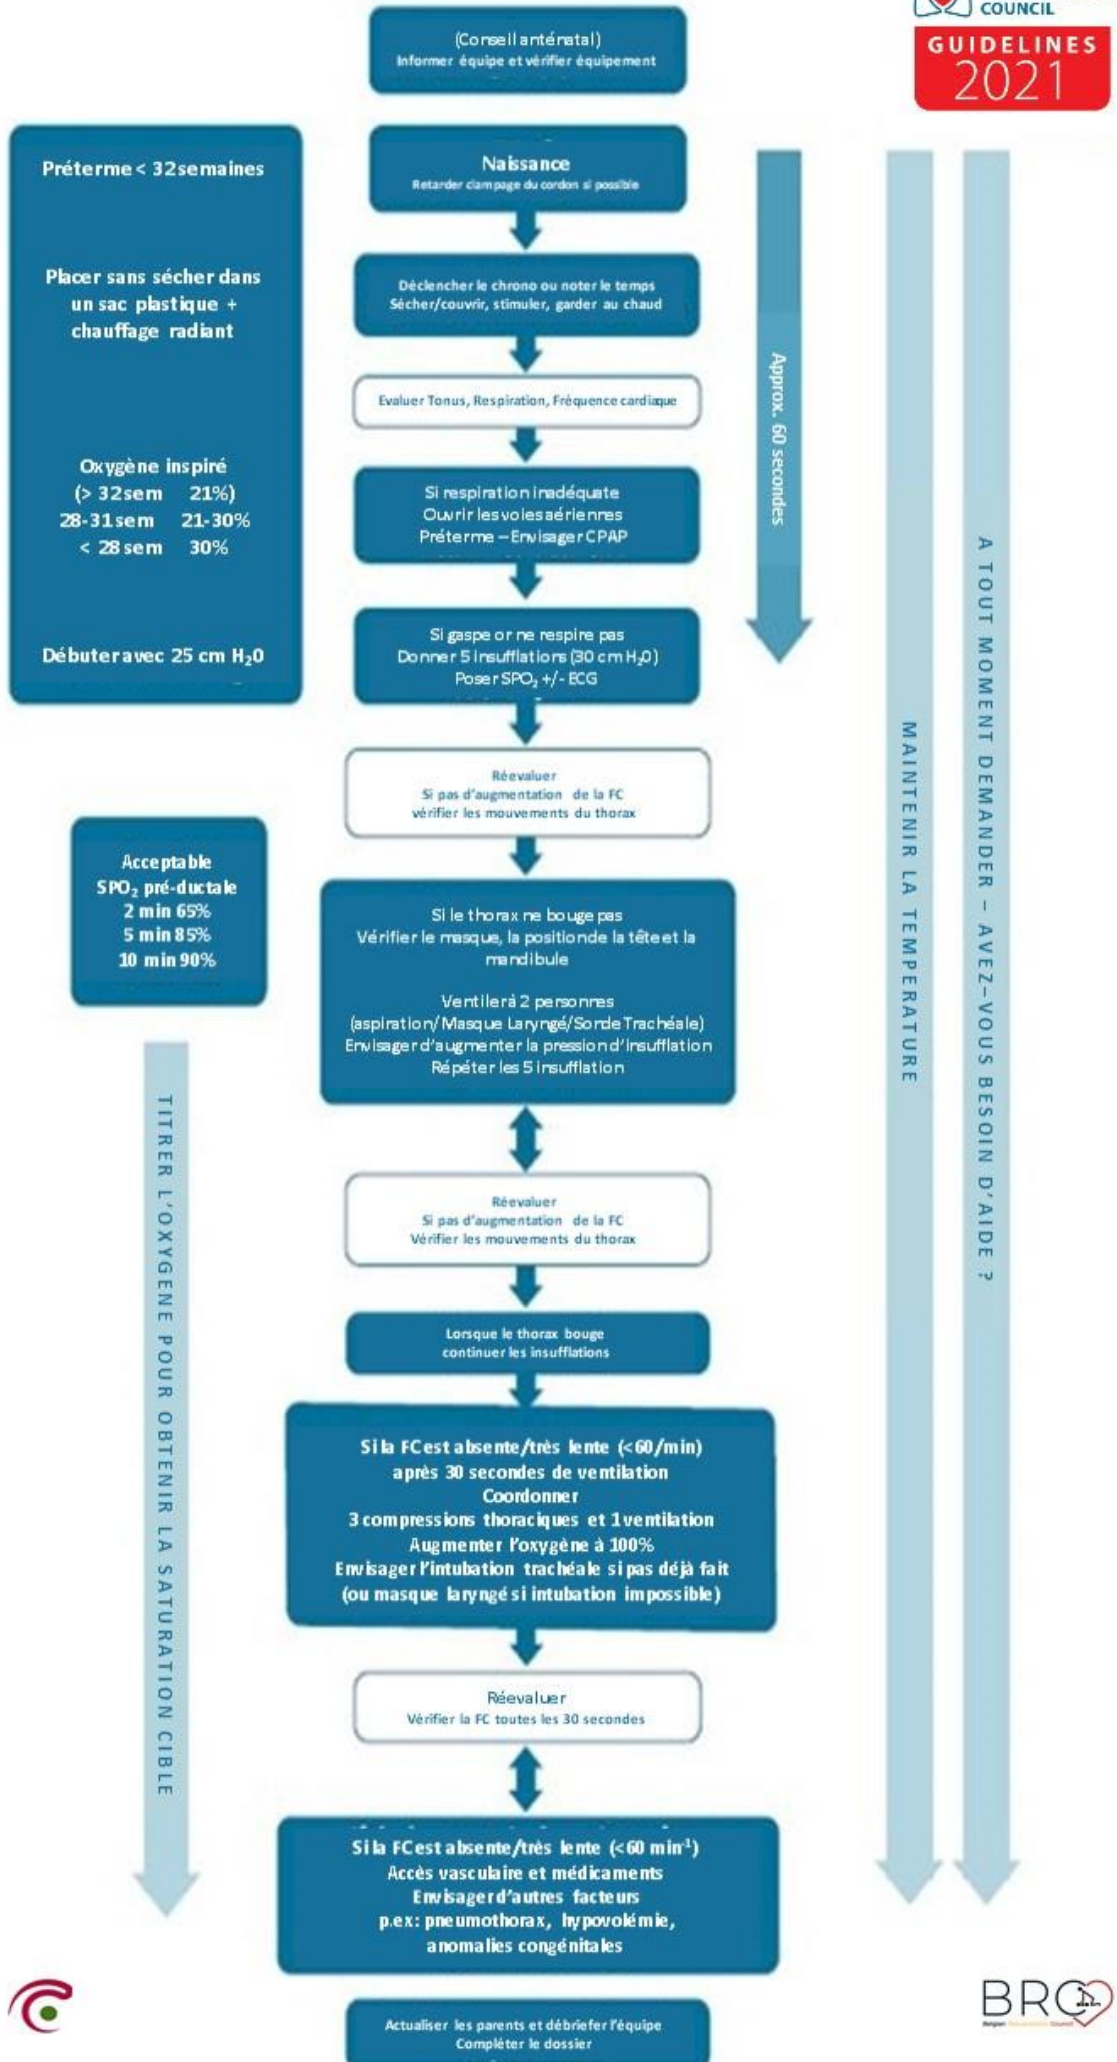 COUNCIL
GUIDELINES
2021
(Conseil anténatal)
Informer équipe et vérifier équipement
Naissance
Retarder clampage du cordon si possible
Déclencher le chrono ou noter le temps
Sécher/couvrir, stimuler, garder au chaud
Evaluer Tonus, Respiration, Fréquence cardiaque
Si respiration inadéquate
Ouvrir les voies aériennes
Préterme – Envisager CPAP
Si gaspe or ne respire pas
Donner 5 insufflations (30 cm H₂O)
Poser SPO₂ +/- ECG
Réevaluer
Si pas d'augmentation de la FC
vérifier les mouvements du thorax
Si le thorax ne bouge pas
Vérifier le masque, la position de la tête et la
mandibule
Ventiler à 2 personnes
(aspiration/Masque Laryngé/Sonde Trachéale)
Envisager d'augmenter la pression d'insufflation
Répéter les 5 insufflation
Réevaluer
Si pas d'augmentation de la FC
Vérifier les mouvements du thorax
Lorsque le thorax bouge
continuer les insufflations
Si la FC est absente/très lente (<60/min)
après 30 secondes de ventilation
Coordonner
3 compressions thoraciques et 1 ventilation
Augmenter l'oxygène à 100%
Envisager l'intubation trachéale si pas déjà fait
(ou masque laryngé si intubation impossible)
Réevaluer
Vérifier la FC toutes les 30 secondes
Si la FC est absente/très lente (<60 min⁻¹)
Accès vasculaire et médicaments
Envisager d'autres facteurs
p.ex: pneumothorax, hypovolémie,
anomalies congénitales
Actualiser les parents et débriefer l'équipe
Compléter le dossier
Préterme < 32 semaines
Placer sans sécher dans
un sac plastique +
chauffage radiant
Oxygène inspiré
(> 32 sem 21%)
28-31 sem 21-30%
< 28 sem 30%
Débuter avec 25 cm H₂0
Acceptable
SPO₂ pré-ductale
2 min 65%
5 min 85%
10 min 90%
TITRER L'OXYGENE POUR OBTENIR LA SATURATION CIBLE
Approx. 60 secondes
MAINTENIR LA TEMPERATURE
A TOUT MOMENT DEMANDER – AVEZ-VOUS BESOIN D'AIDE ?
BRC